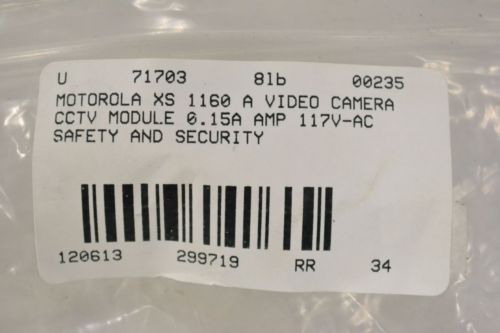 U 71703 8lb 00235
MOTOROLA XS 1160 A VIDEO CAMERA
CCTV MODULE 0.15A AMP 117V-AC
SAFETY AND SECURITY
120613 299719 RR 34